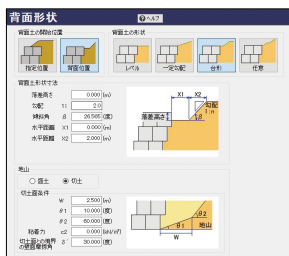 背面形状
ヘルプ
背面土の開始位置
背面土の形状
指定位置 背面位置 レベル 一定勾配 台形 任意
背面土形状寸法
落差高さ 0.000 (m)
勾配 1: 2.0
傾斜角 β 26.565 (度)
水平距離 X1 0.000 (m)
水平距離 X2 2.000 (m)
X1 X2
落差高さ β 勾配
1:n
地山
盛土 切土
切土面条件
W 2.500 (m)
θ1 10.000 (度)
θ2 60.000 (度)
粘着力 c2 0.000 (kN/m²)
切土面との境界
の壁面摩擦角 δ' 30.000 (度)
θ2
θ1 地山
W